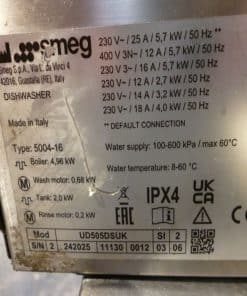 smeg
Smeg S.p.A., Via L. da Vinci 4
42016, Guastalla (RE), Italy
DISHWASHER
Made in Italy
230 V~ / 25 A / 5,7 kW / 50 Hz
400 V 3N~ / 12 A / 5,7 kW / 50 Hz
230 V 3~ / 16 A / 5,7 kW / 50 Hz
230 V~ / 12 A / 2,7 kW / 50 Hz
230 V~ / 14 A / 3,2 kW / 50 Hz
230 V~ / 18 A / 4,0 kW / 50 Hz
* DEFAULT CONNECTION
Type: 5004-16
Boiler: 4,96 kW
Wash motor: 0,68 kW
Tank: 2,0 kW
Rinse motor: 0,2 kW
Water supply: 100-600 kPa / max 60°C
Water temperature: 8-60 °C
EAC IPX4 UKCA
Mod UD505DSUK SI 2
S/N 2 242025 11130 0012 03 06